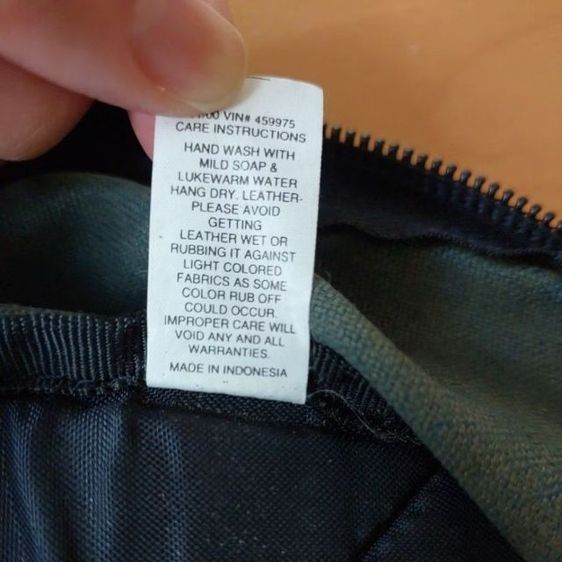 VIN# 459975
CARE INSTRUCTIONS
HAND WASH WITH
MILD SOAP &
LUKEWARM WATER
HANG DRY. LEATHER-
PLEASE AVOID
GETTING
LEATHER WET OR
RUBBING IT AGAINST
LIGHT COLORED
FABRICS AS SOME
COLOR RUB OFF
COULD OCCUR.
IMPROPER CARE WILL
VOID ANY AND ALL
WARRANTIES.
MADE IN INDONESIA